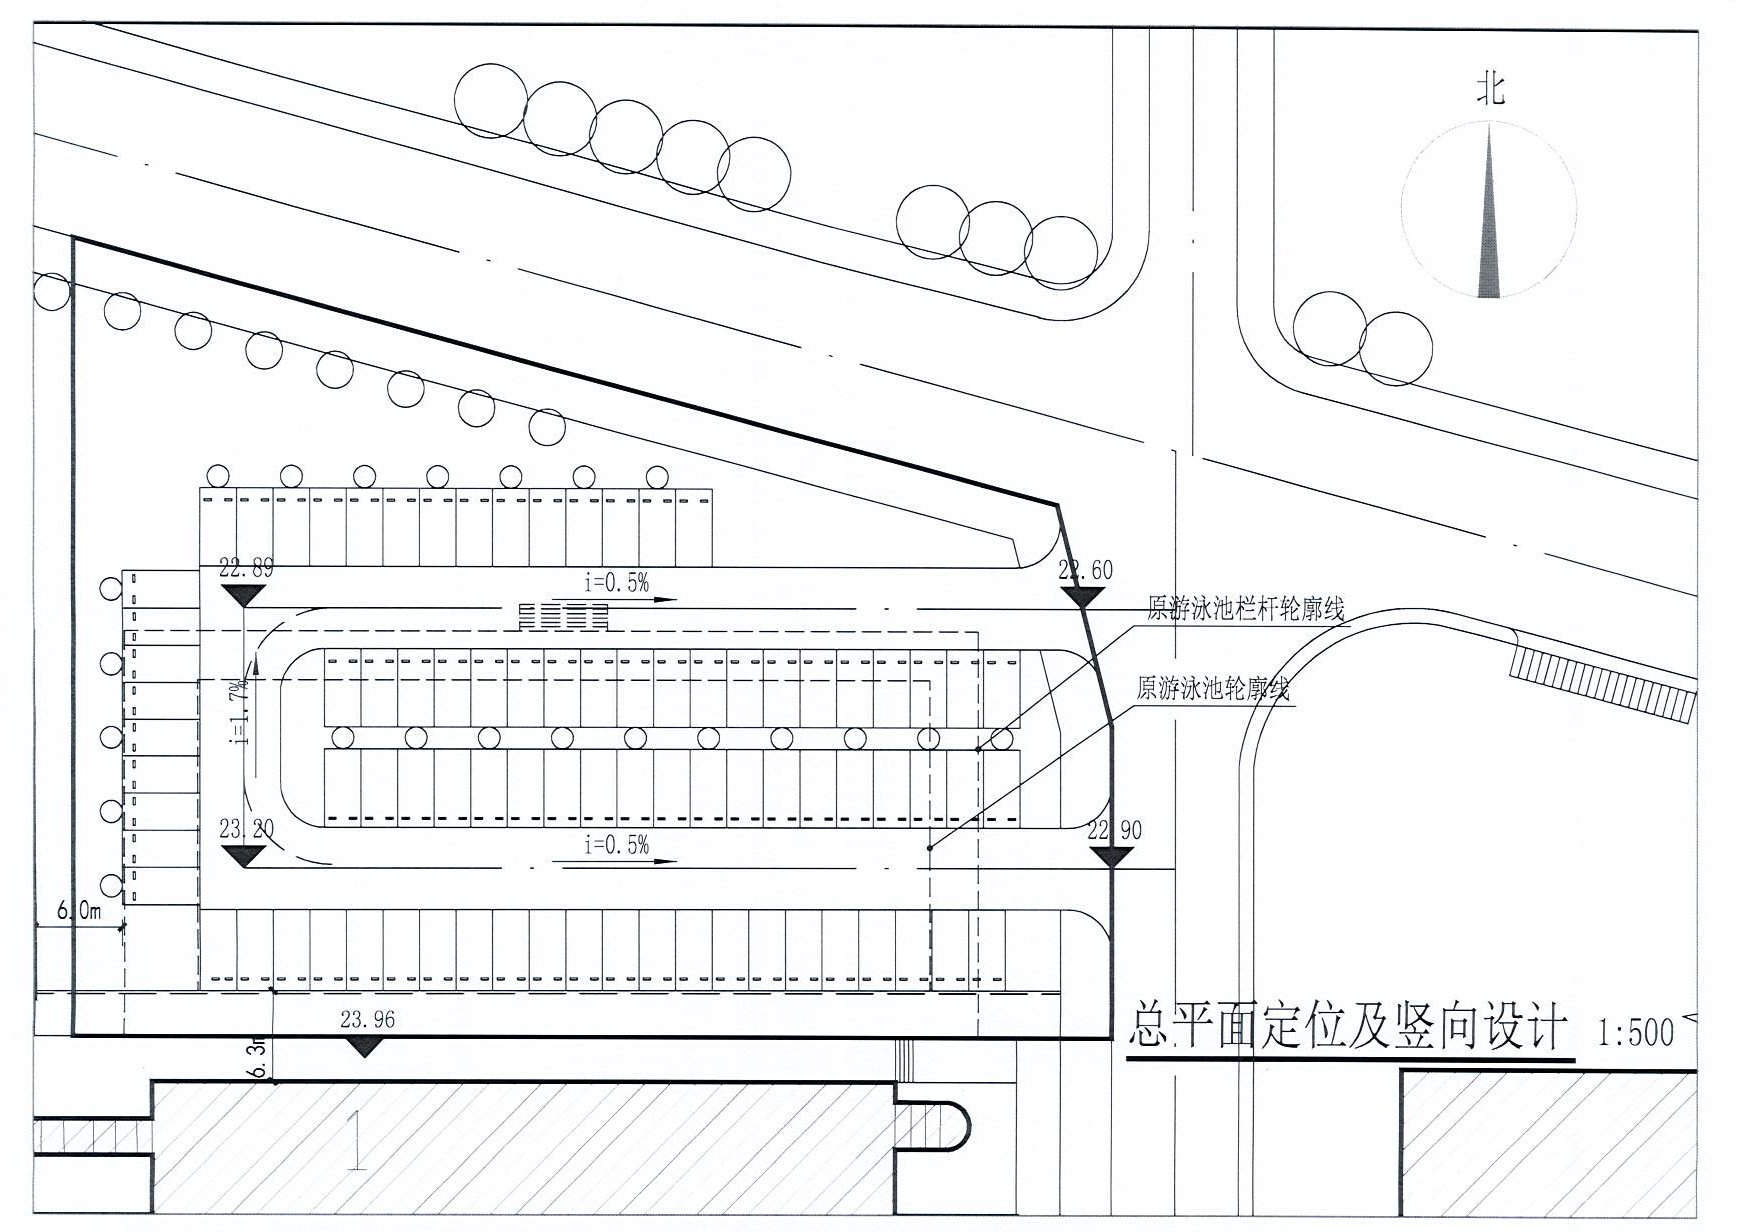 北
22.89
i=0.5%
22.60
原游泳池栏杆轮廓线
i=1.7%
原游泳池轮廓线
23.20
i=0.5%
22.90
6.0m
23.96
6.3m
总平面定位及竖向设计 1:500
1